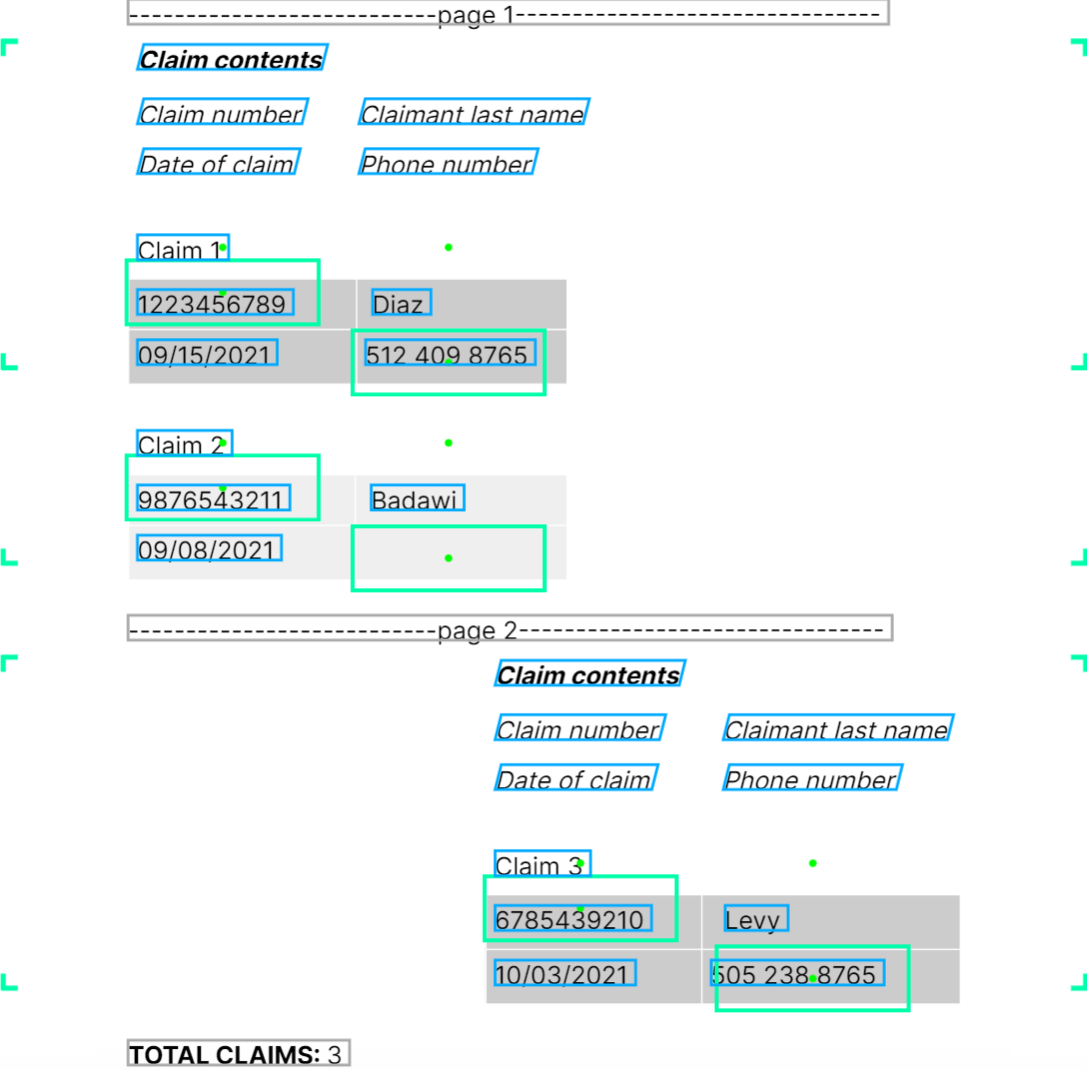 --------------------------page 1-------------------------------
Claim contents
Claim number Claimant last name
Date of claim Phone number
Claim 1
1223456789 Diaz
09/15/2021 512 409 8765
Claim 2
9876543211 Badawi
09/08/2021
--------------------------page 2-------------------------------
Claim contents
Claim number Claimant last name
Date of claim Phone number
Claim 3
6785439210 Levy
10/03/2021 505 238 8765
TOTAL CLAIMS: 3